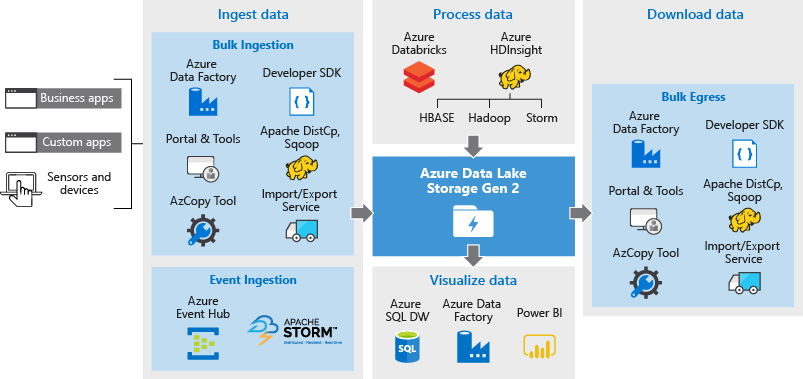 Business apps
Custom apps
Sensors and
devices
Ingest data
Bulk Ingestion
Azure
Data Factory
Developer SDK
Portal & Tools
Apache DistCp,
Sqoop
AzCopy Tool
Import/Export
Service
Event Ingestion
Azure
Event Hub
APACHE
STORM™
Distributed • Resilient • Real-time
Process data
Azure
Databricks
Azure
HDInsight
HBASE
Hadoop
Storm
Azure Data Lake
Storage Gen 2
Visualize data
Azure
SQL DW
SQL
Azure Data
Factory
Power BI
Download data
Bulk Egress
Azure
Data Factory
Developer SDK
Portal & Tools
Apache DistCp,
Sqoop
AzCopy Tool
Import/Export
Service